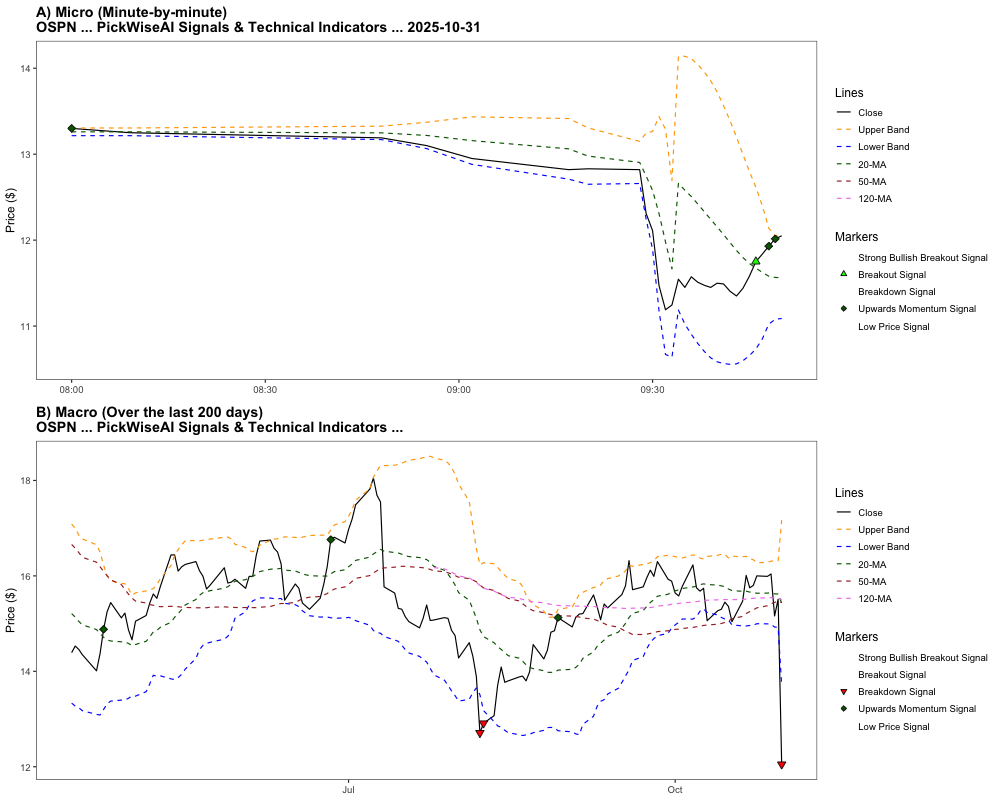 A) Micro (Minute-by-minute)
OSPN ... PickWiseAI Signals & Technical Indicators ... 2025-10-31
Price ($)
14
13
12
11
08:00
08:30
09:00
09:30
Lines
Close
Upper Band
Lower Band
20-MA
50-MA
120-MA
Markers
Strong Bullish Breakout Signal
Breakout Signal
Breakdown Signal
Upwards Momentum Signal
Low Price Signal
B) Macro (Over the last 200 days)
OSPN ... PickWiseAI Signals & Technical Indicators ...
Price ($)
18
16
14
12
Jul
Oct
Lines
Close
Upper Band
Lower Band
20-MA
50-MA
120-MA
Markers
Strong Bullish Breakout Signal
Breakout Signal
Breakdown Signal
Upwards Momentum Signal
Low Price Signal